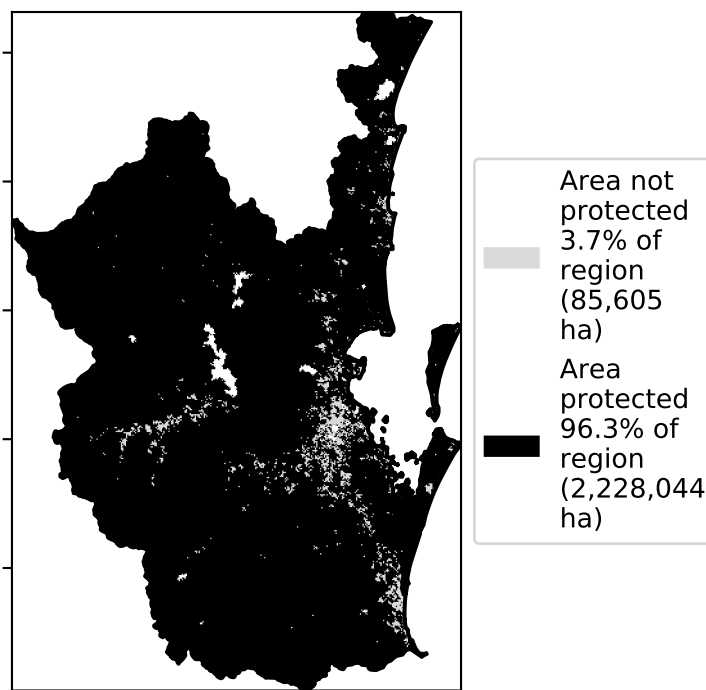 Area not
protected
3.7% of
region
(85,605
ha)
Area
protected
96.3% of
region
(2,228,044
ha)